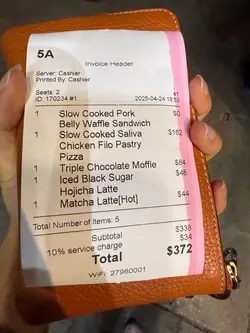 5A
Invoice Header
Server: Cashier
Printed By: Cashier
Seats: 2 #1
ID: 170234 #1 2025-04-24 18:53
1 Slow Cooked Pork $0
Belly Waffle Sandwich
1 Slow Cooked Saliva $162
Chicken Filo Pastry
Pizza
1 Triple Chocolate Moffle $84
1 Iced Black Sugar $48
Hojicha Latte
1 Matcha Latte[Hot] $44
Total Number of Items: 5
Subtotal $338
10% service charge $34
Total $372
WiFi: 27960001